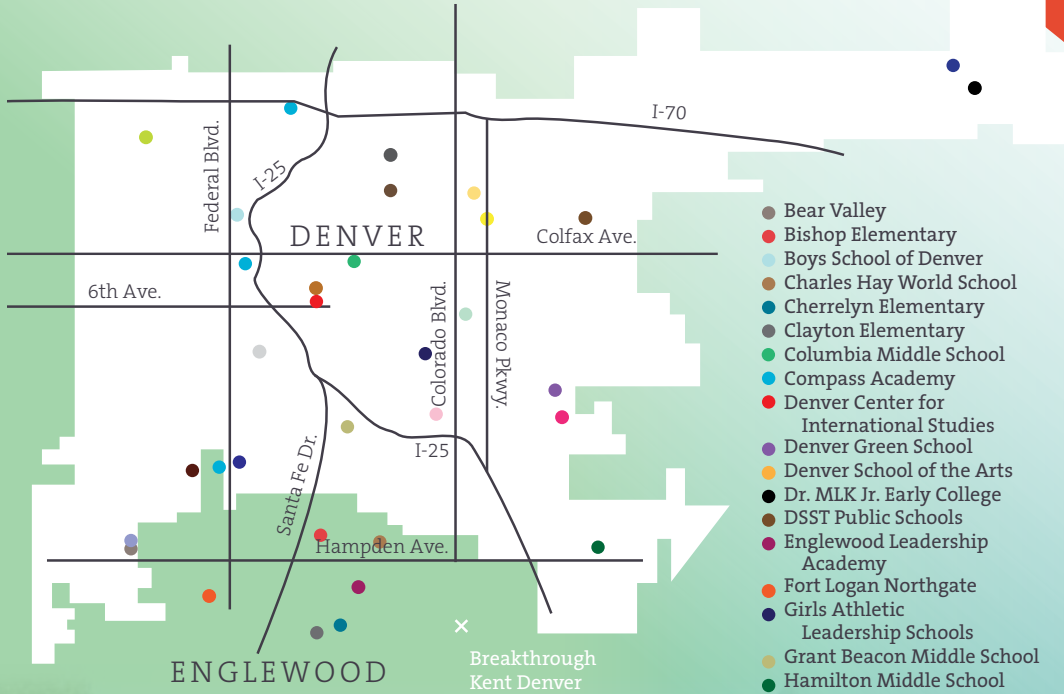 I-70
Federal Blvd.
I-25
DENVER
Colfax Ave.
6th Ave.
Colorado Blvd.
Monaco Pkwy.
I-25
Santa Fe Dr.
Hampden Ave.
ENGLEWOOD
Breakthrough
Kent Denver
Bear Valley
Bishop Elementary
Boys School of Denver
Charles Hay World School
Cherrelyn Elementary
Clayton Elementary
Columbia Middle School
Compass Academy
Denver Center for
International Studies
Denver Green School
Denver School of the Arts
Dr. MLK Jr. Early College
DSST Public Schools
Englewood Leadership
Academy
Fort Logan Northgate
Girls Athletic
Leadership Schools
Grant Beacon Middle School
Hamilton Middle School